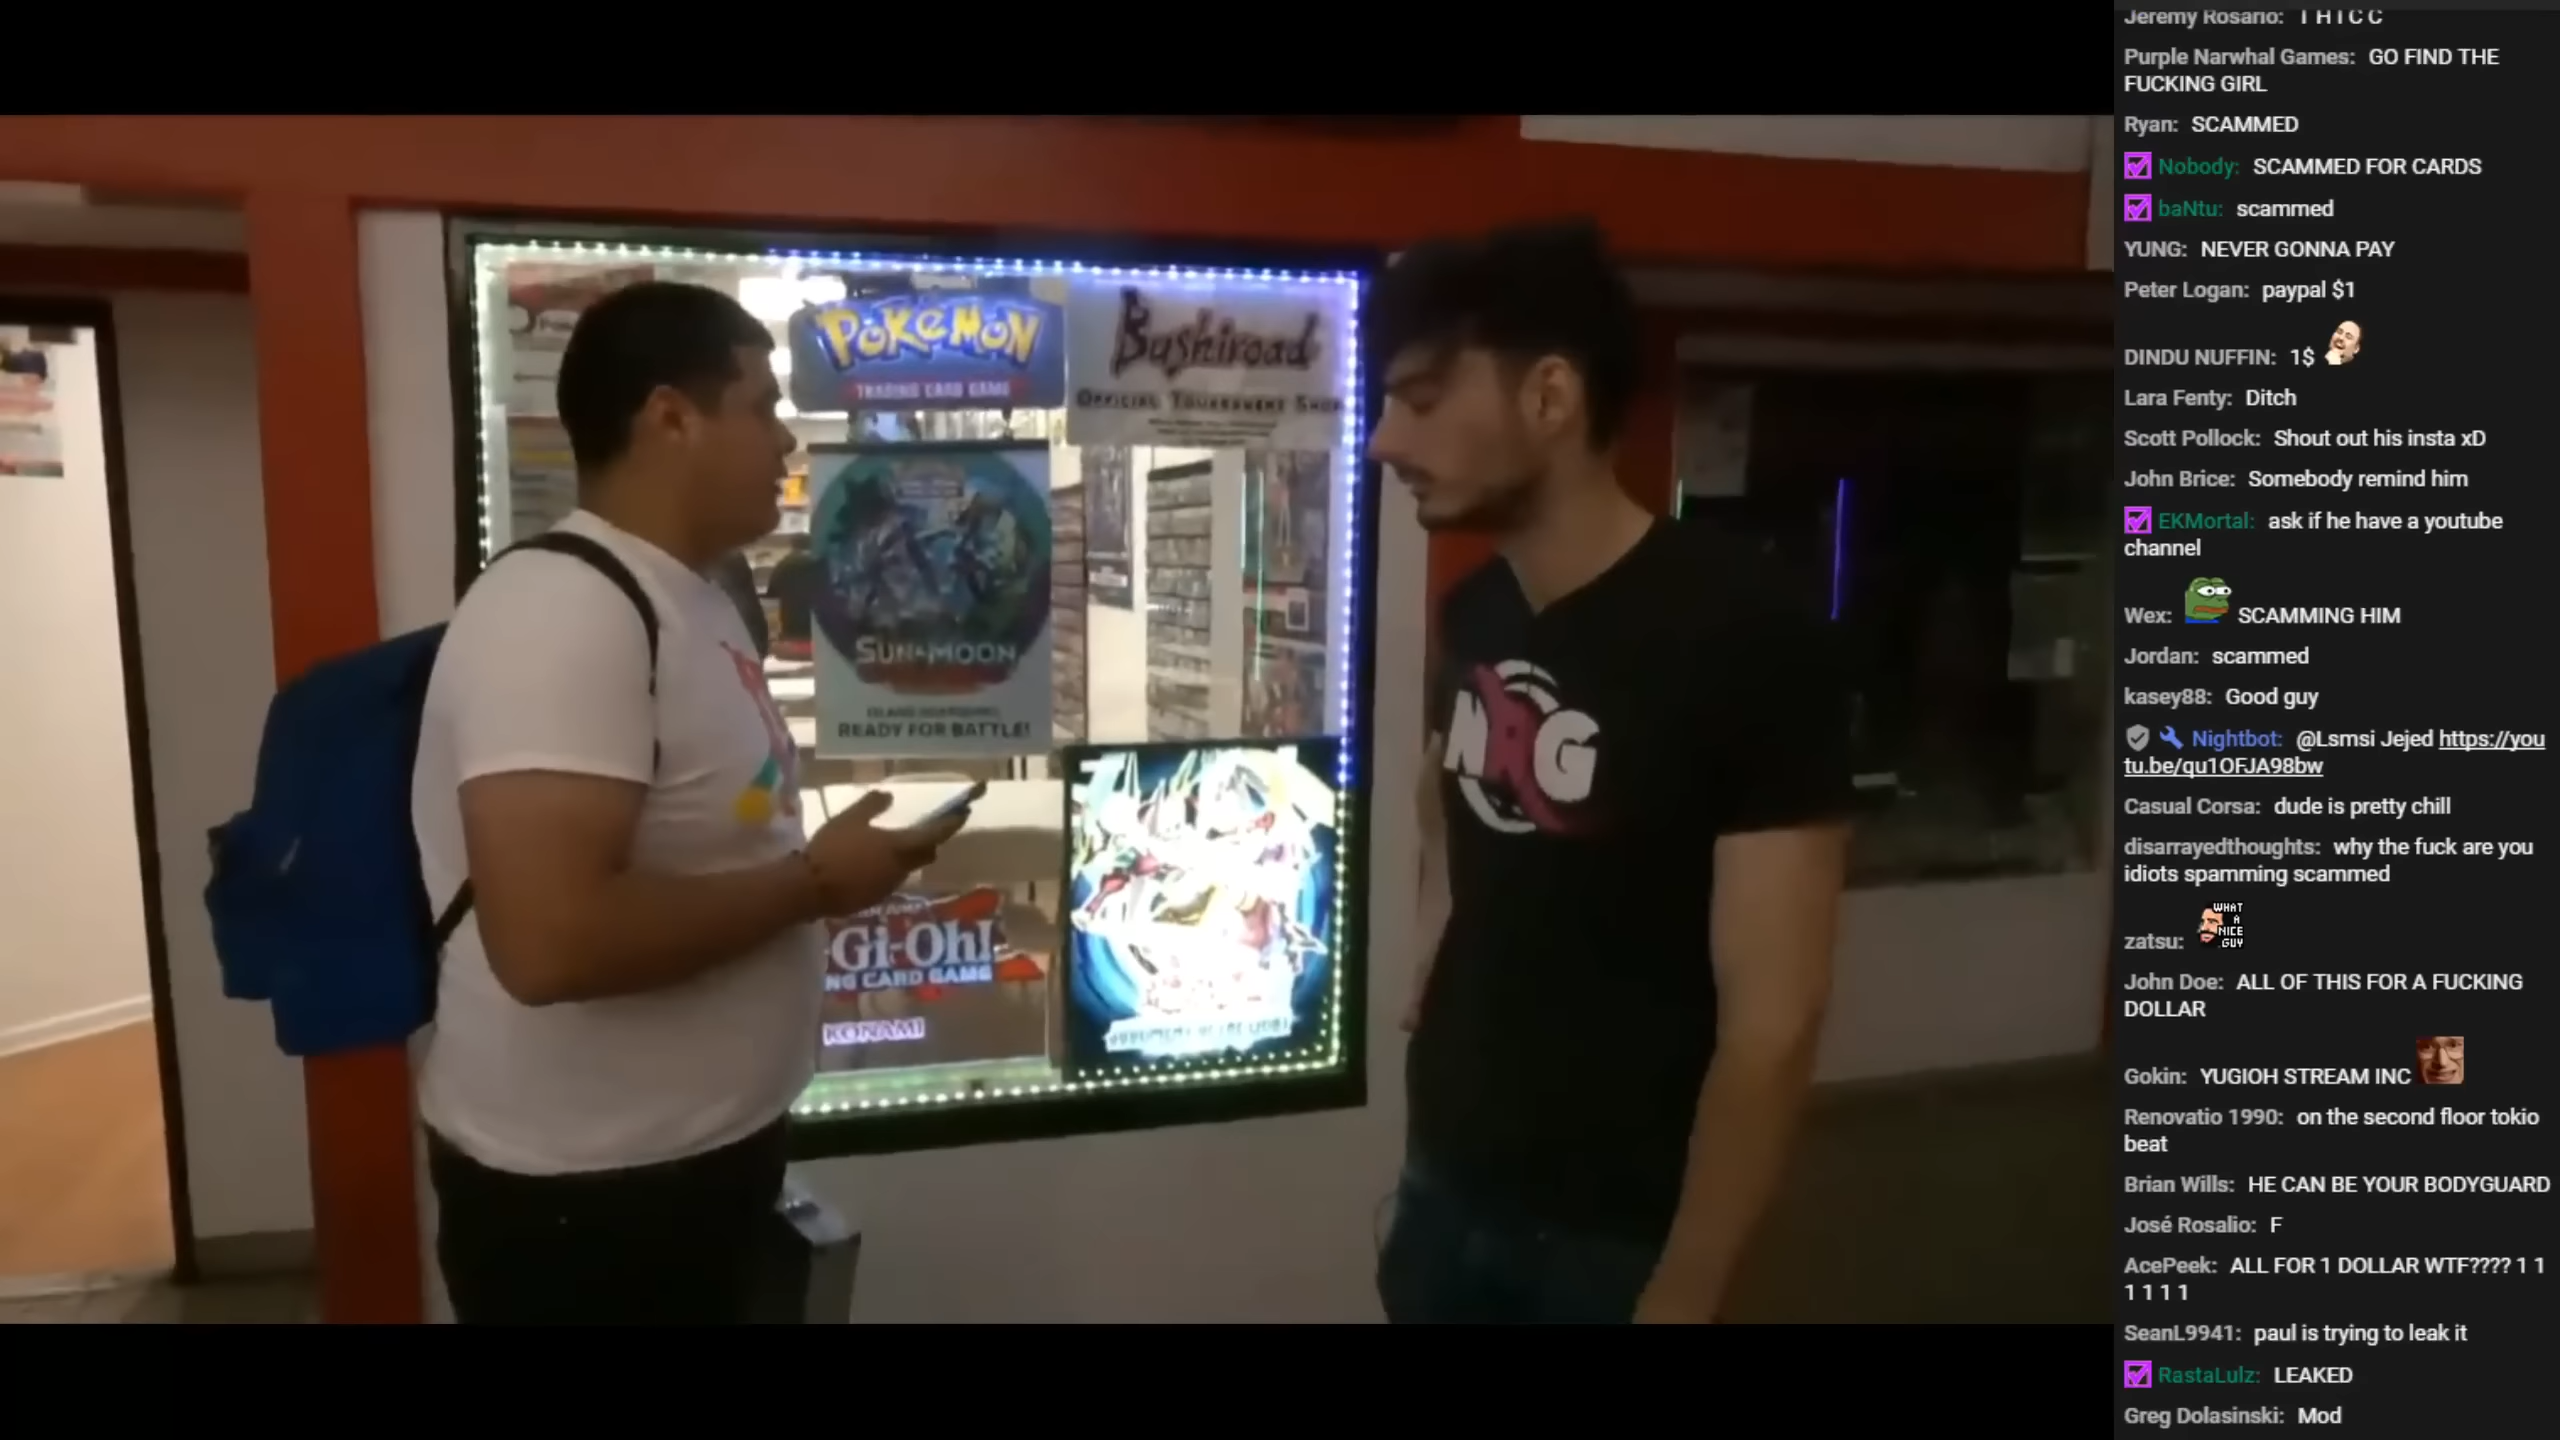 POKéMON
TRADING CARD GAME
Bushiroad
OFFICIAL TOURNAMENT SHOP
SUN & MOON
READY FOR BATTLE!
NRG
-Gi-Oh!
NG CARD GAME
KONAMI
Jeremy Rosario:
Purple Narwhal Games: GO FIND THE
FUCKING GIRL
Ryan: SCAMMED
Nobody: SCAMMED FOR CARDS
baNtu: scammed
YUNG: NEVER GONNA PAY
Peter Logan: paypal $1
DINDU NUFFIN: 1$
Lara Fenty: Ditch
Scott Pollock: Shout out his insta xD
John Brice: Somebody remind him
EKMortal: ask if he have a youtube
channel
Wex: SCAMMING HIM
Jordan: scammed
kasey88: Good guy
Nightbot: @Lsmsi Jejed https://you
tu.be/qu1OFJA98bw
Casual Corsa: dude is pretty chill
disarrayedthoughts: why the fuck are you
idiots spamming scammed
WHAT
A
NICE
GUY
zatsu:
John Doe: ALL OF THIS FOR A FUCKING
DOLLAR
Gokin: YUGIOH STREAM INC
Renovatio 1990: on the second floor tokio
beat
Brian Wills: HE CAN BE YOUR BODYGUARD
José Rosalio: F
AcePeek: ALL FOR 1 DOLLAR WTF???? 1 1
1 1 1 1
SeanL9941: paul is trying to leak it
RastaLulz: LEAKED
Greg Dolasinski: Mod